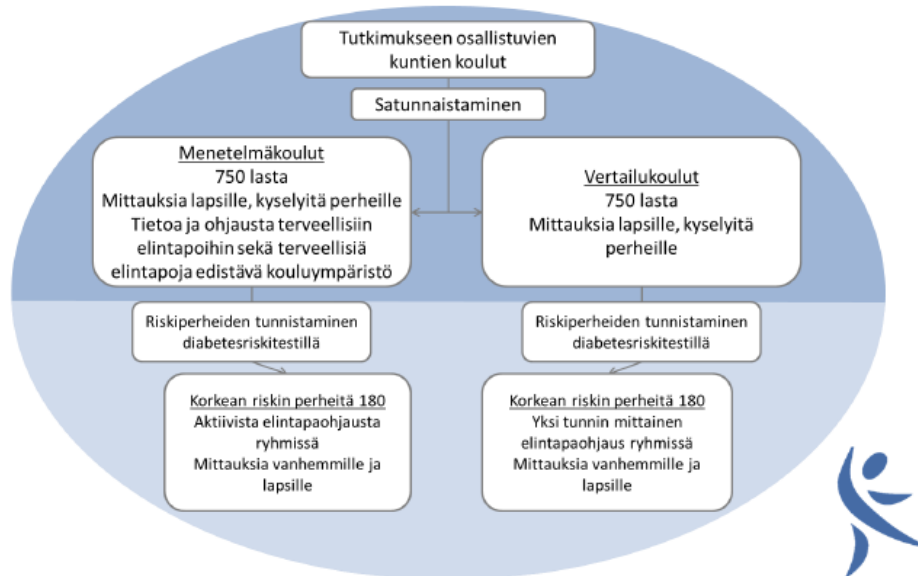 Tutkimukseen osallistuvien
kuntien koulut
Satunnaistaminen
Menetelmäkoulut
750 lasta
Mittauksia lapsille, kyselyitä perheille
Tietoa ja ohjausta terveellisiin
elintapoihin sekä terveellisiä
elintapoja edistävä kouluympäristö
Vertailukoulut
750 lasta
Mittauksia lapsille, kyselyitä
perheille
Riskiperheiden tunnistaminen
diabetesriskitestillä
Riskiperheiden tunnistaminen
diabetesriskitestillä
Korkean riskin perheitä 180
Aktiivista elintapaohjausta
ryhmissä
Mittauksia vanhemmille ja
lapsille
Korkean riskin perheitä 180
Yksi tunnin mittainen
elintapaohjaus ryhmissä
Mittauksia vanhemmille ja
lapsille